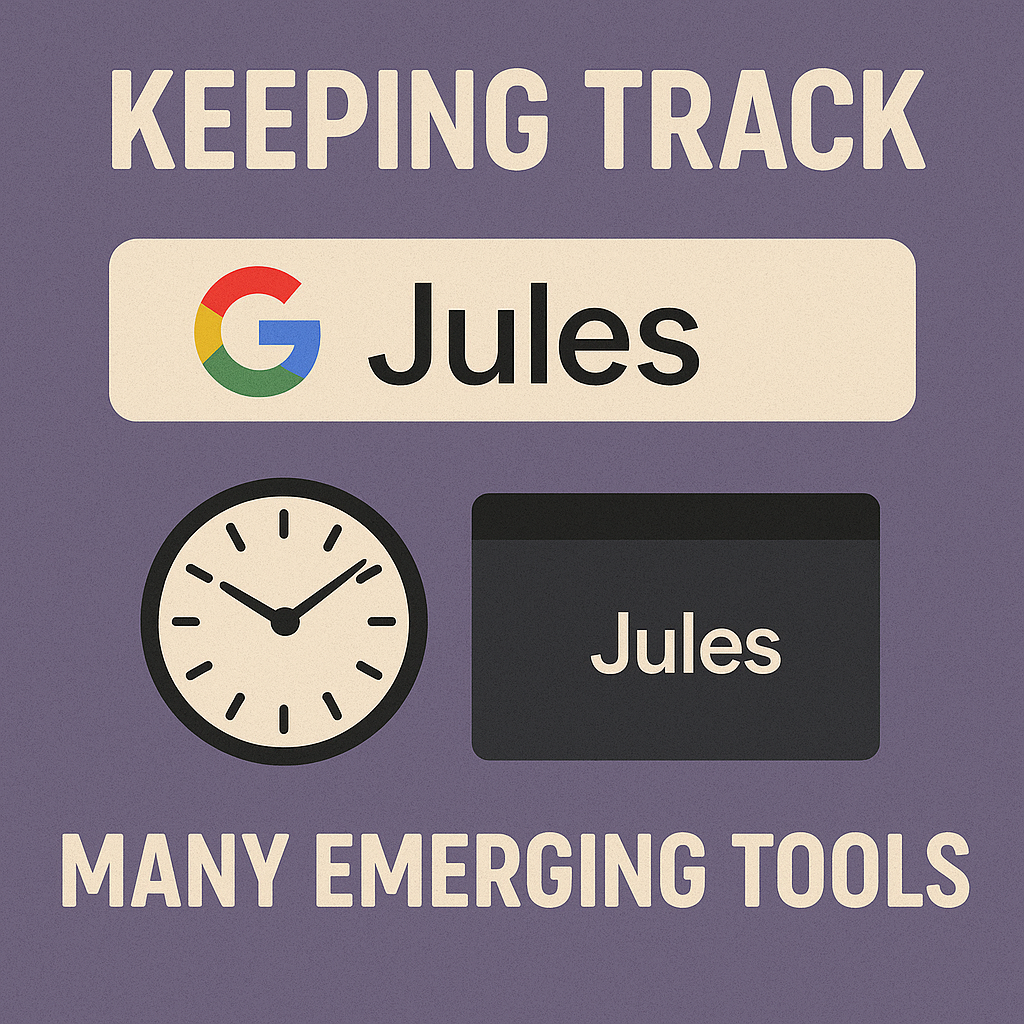 KEEPING TRACK
G Jules
Jules
MANY EMERGING TOOLS